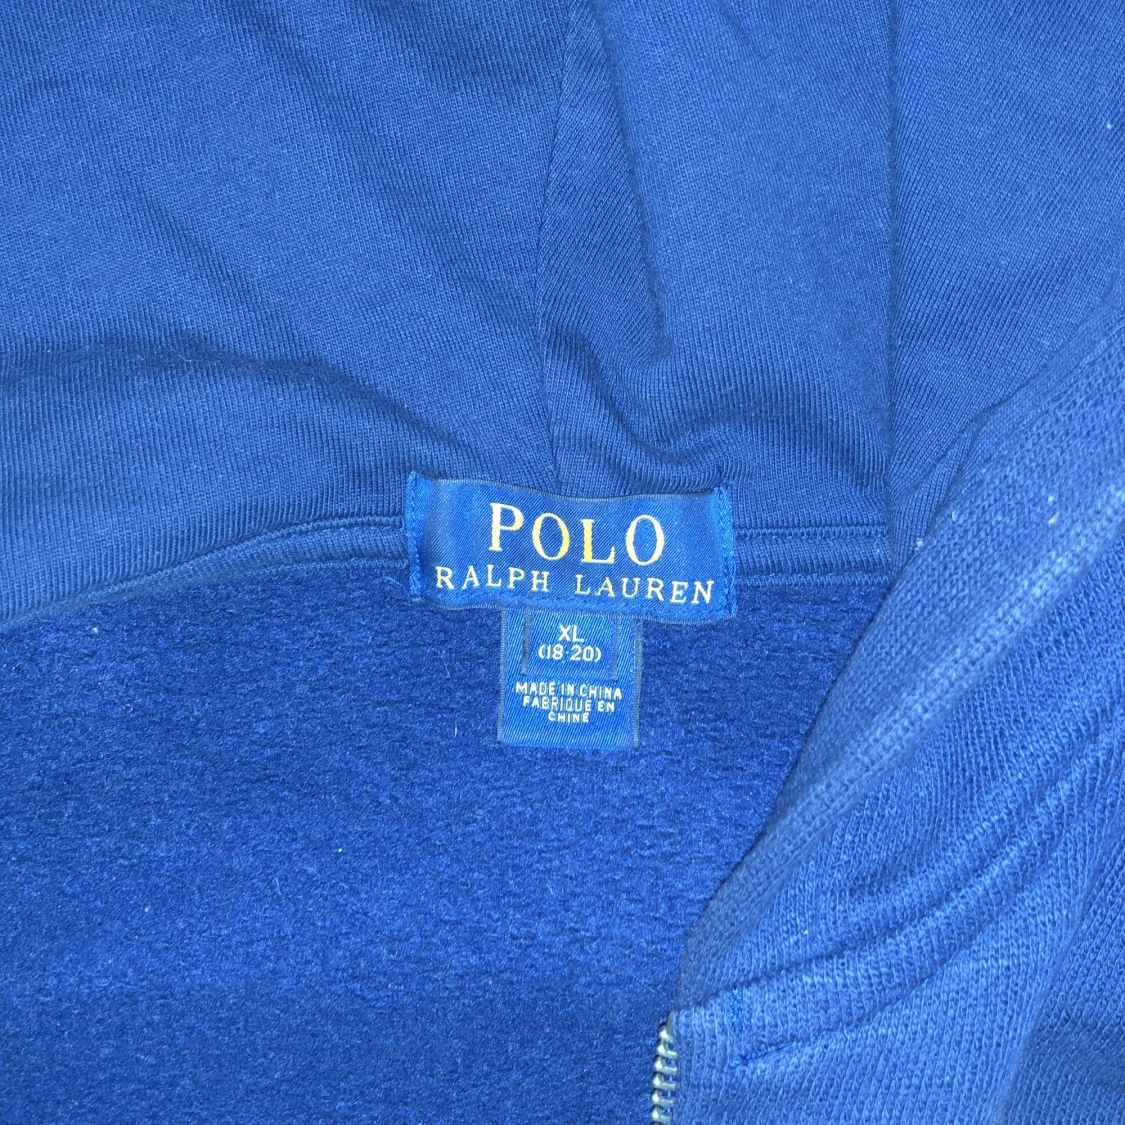 POLO
RALPH LAUREN
XL
(18-20)
MADE IN CHINA
FABRIQUE EN
CHINE